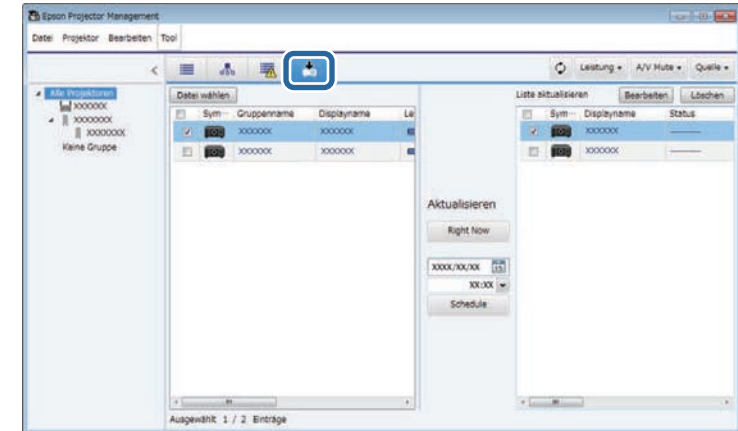 Epson Projector Management
Datei Projektor Bearbeiten Tool
Leistung A/V Mute Quelle
Alle Projektoren
XXXXXX
XXXXXXX
XXXXXXX
Keine Gruppe
Datei wählen
Sym... Gruppenname Displayname Le
XXXXXX XXXXXX
XXXXXX XXXXXX
Aktualisieren
Right Now
XXXX/XX/XX 15
XX:XX
Schedule
Liste aktualisieren Bearbeiten Löschen
Sym... Displayname Status
XXXXXX ———
XXXXXX ———
Ausgewählt 1 / 2 Einträge